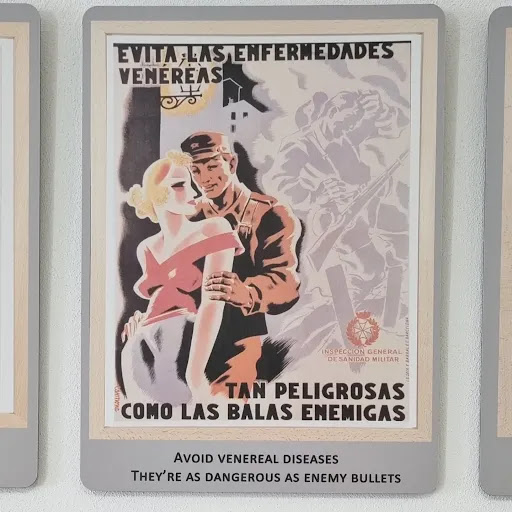 EVITA LAS ENFERMEDADES
VENEREAS
INSPECCION GENERAL
DE SANIDAD MILITAR
TAN PELIGROSAS
COMO LAS BALAS ENEMIGAS
AVOID VENEREAL DISEASES
THEY'RE AS DANGEROUS AS ENEMY BULLETS